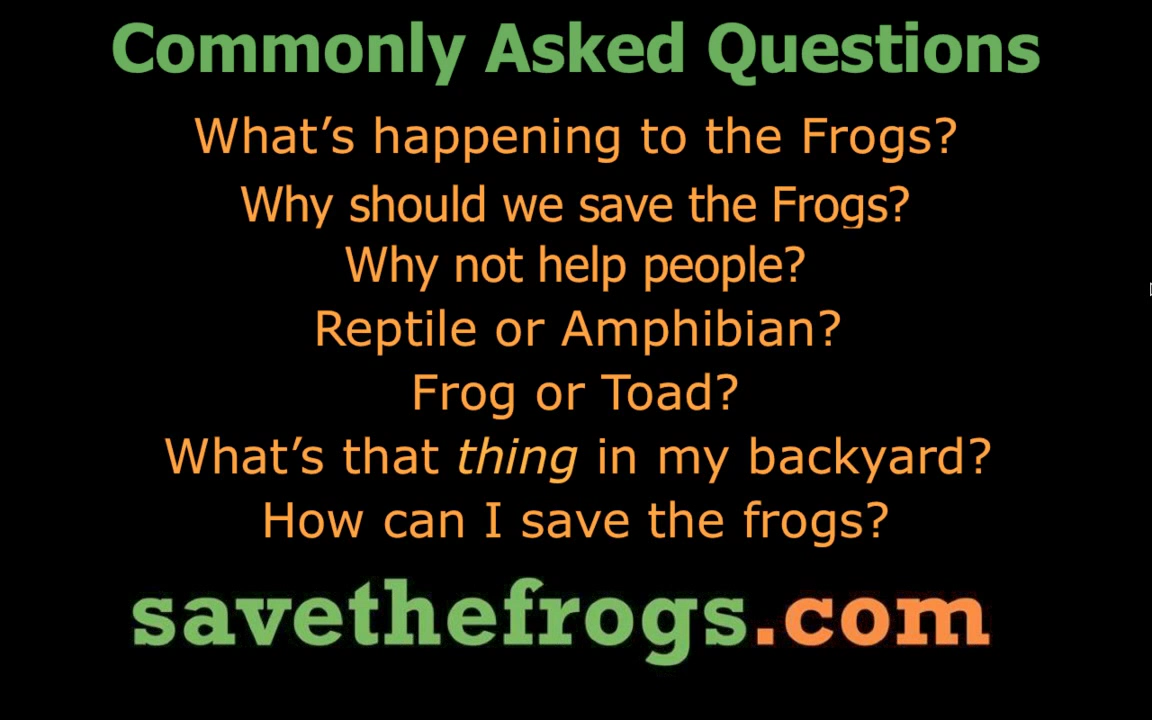 Commonly Asked Questions
What’s happening to the Frogs?
Why should we save the Frogs?
Why not help people?
Reptile or Amphibian?
Frog or Toad?
What’s that thing in my backyard?
How can I save the frogs?
savethefrogs.com